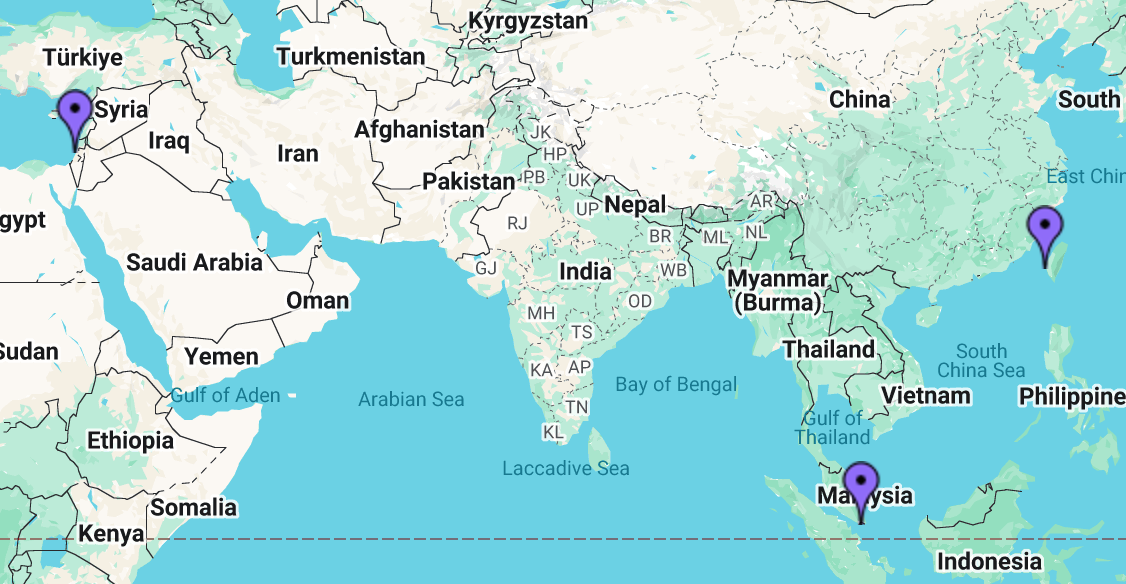 Kyrgyzstan
Türkiye
Turkmenistan
China
South
Syria
Afghanistan
JK
Iraq
Iran
HP
Pakistan
PB
UK
East Chin
Nepal
AR
UP
gypt
RJ
BR
ML
NL
Saudi Arabia
GJ
India
WB
Myanmar
(Burma)
Oman
OD
MH
TS
Sudan
Yemen
Thailand
South
China Sea
KA
AP
Bay of Bengal
Gulf of Aden
Arabian Sea
Vietnam
Philippine
TN
Gulf of
Thailand
KL
Ethiopia
Laccadive Sea
Somalia
Kenya
Indonesia